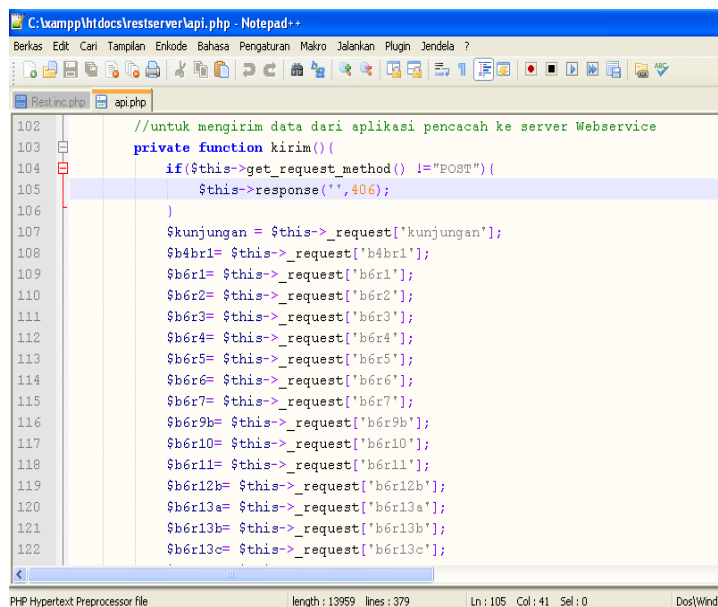 C:\xampp\htdocs\restserver\api.php - Notepad++
Berkas Edit Cari Tampilan Enkode Bahasa Pengaturan Makro Jalankan Plugin Jendela ?
Rest.inc.php api.php
102 //untuk mengirim data dari aplikasi pencacah ke server Webservice
103 private function kirim(){
104 if($this->get_request_method() !="POST"){
105 $this->response('',406);
106 }
107 $kunjungan = $this->_request['kunjungan'];
108 $b4br1= $this->_request['b4br1'];
109 $b6r1= $this->_request['b6r1'];
110 $b6r2= $this->_request['b6r2'];
111 $b6r3= $this->_request['b6r3'];
112 $b6r4= $this->_request['b6r4'];
113 $b6r5= $this->_request['b6r5'];
114 $b6r6= $this->_request['b6r6'];
115 $b6r7= $this->_request['b6r7'];
116 $b6r9b= $this->_request['b6r9b'];
117 $b6r10= $this->_request['b6r10'];
118 $b6r11= $this->_request['b6r11'];
119 $b6r12b= $this->_request['b6r12b'];
120 $b6r13a= $this->_request['b6r13a'];
121 $b6r13b= $this->_request['b6r13b'];
122 $b6r13c= $this->_request['b6r13c'];
PHP Hypertext Preprocessor file length : 13959 lines : 379 Ln : 105 Col : 41 Sel : 0 Dos\Wind